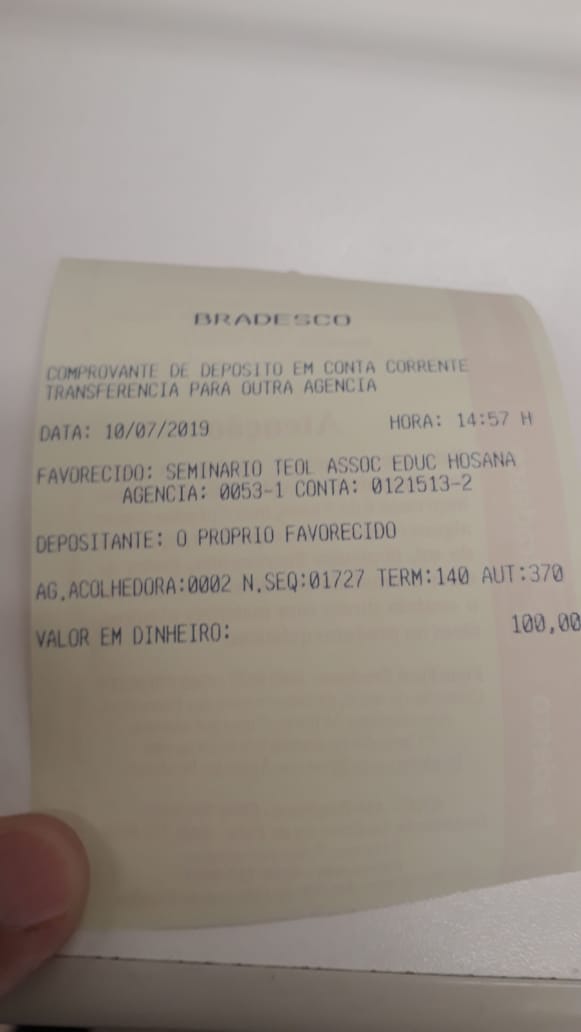 BRADESCO
COMPROVANTE DE DEPOSITO EM CONTA CORRENTE
TRANSFERENCIA PARA OUTRA AGENCIA
DATA: 10/07/2019 HORA: 14:57 H
FAVORECIDO: SEMINARIO TEOL ASSOC EDUC HOSANA
AGENCIA: 0053-1 CONTA: 0121513-2
DEPOSITANTE: O PROPRIO FAVORECIDO
AG.ACOLHEDORA:0002 N.SEQ:01727 TERM:140 AUT:370
VALOR EM DINHEIRO: 100,00